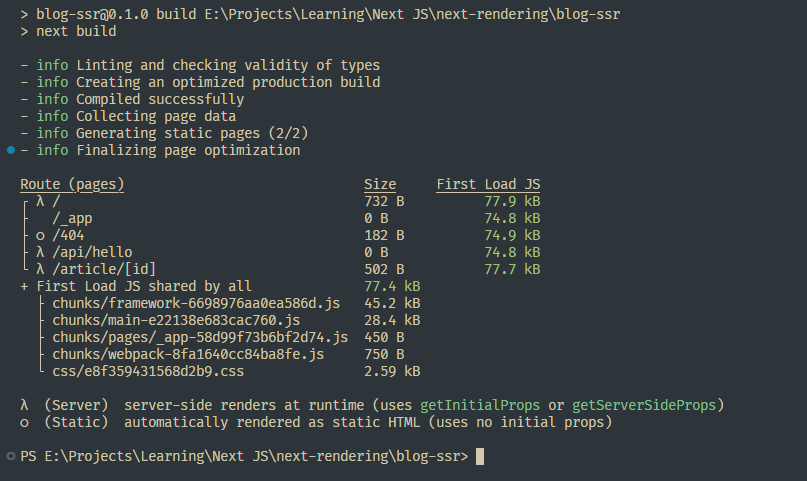 > blog-ssr@0.1.0 build E:\Projects\Learning\Next JS\next-rendering\blog-ssr
> next build
- info Linting and checking validity of types
- info Creating an optimized production build
- info Compiled successfully
- info Collecting page data
- info Generating static pages (2/2)
- info Finalizing page optimization
Route (pages) Size First Load JS
┌ λ / 732 B 77.9 kB
├   /_app 0 B 74.8 kB
├ ○ /404 182 B 74.9 kB
├ λ /api/hello 0 B 74.8 kB
└ λ /article/[id] 502 B 77.7 kB
+ First Load JS shared by all 77.4 kB
├ chunks/framework-6698976aa0ea586d.js 45.2 kB
├ chunks/main-e22138e683cac760.js 28.4 kB
├ chunks/pages/_app-58d99f73b6bf2d74.js 450 B
├ chunks/webpack-8fa1640cc84ba8fe.js 750 B
└ css/e8f359431568d2b9.css 2.59 kB
λ (Server) server-side renders at runtime (uses getInitialProps or getServerSideProps)
○ (Static) automatically rendered as static HTML (uses no initial props)
PS E:\Projects\Learning\Next JS\next-rendering\blog-ssr>